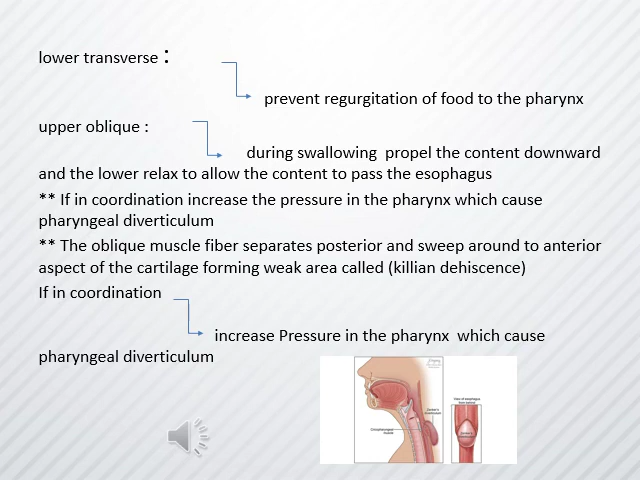 lower transverse :
prevent regurgitation of food to the pharynx
upper oblique :
during swallowing propel the content downward
and the lower relax to allow the content to pass the esophagus
** If in coordination increase the pressure in the pharynx which cause
pharyngeal diverticulum
** The oblique muscle fiber separates posterior and sweep around to anterior
aspect of the cartilage forming weak area called (killian dehiscence)
If in coordination
increase Pressure in the pharynx which cause
pharyngeal diverticulum